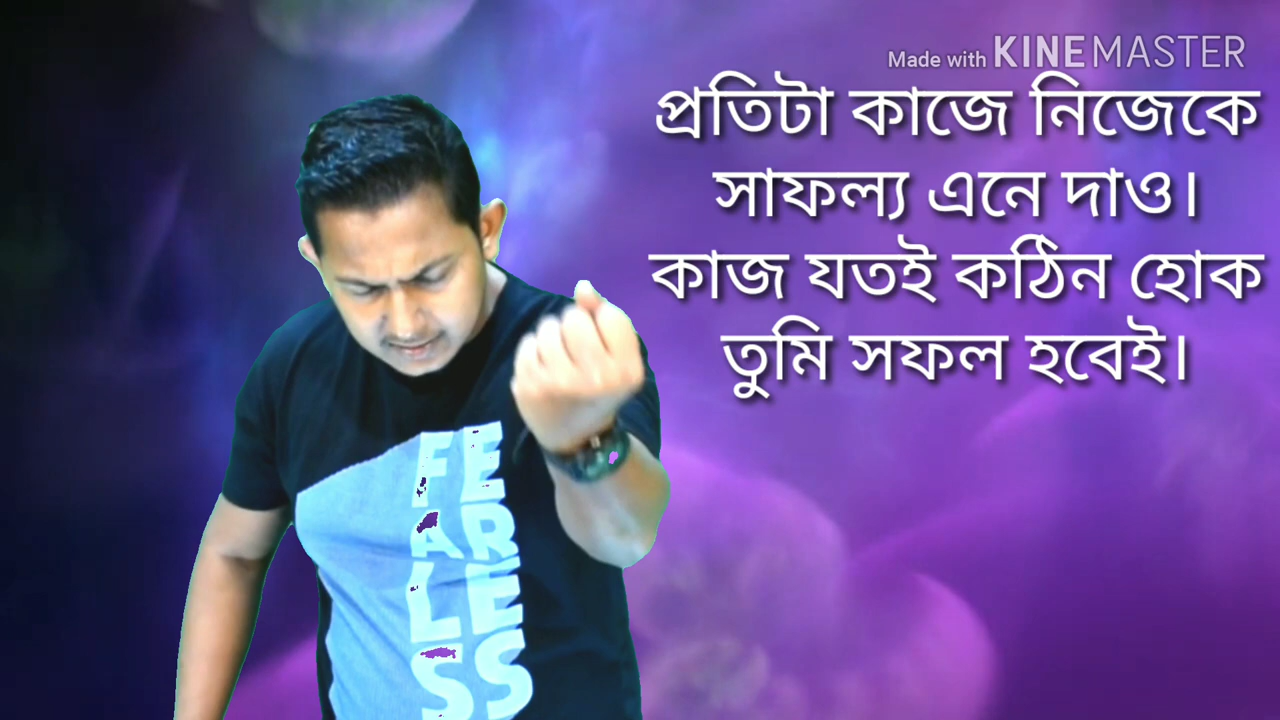 Made with KINEMASTER
প্রতিটা কাজে নিজেকে
সাফল্য এনে দাও।
কাজ যতই কঠিন হোক
তুমি সফল হবেই।
FEARLESS